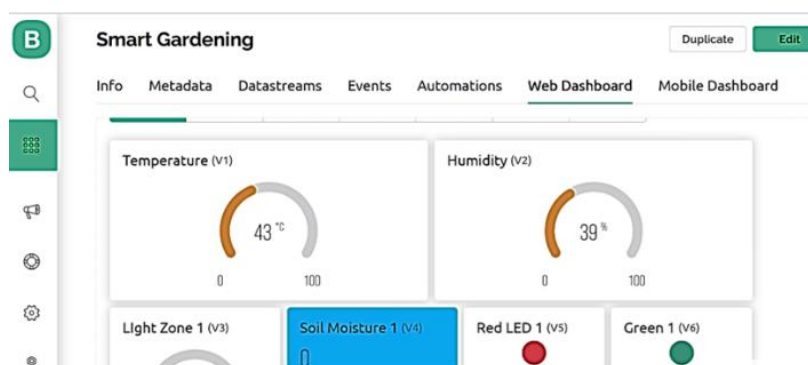 B
Smart Gardening
Duplicate
Edit
Info Metadata Datastreams Events Automations Web Dashboard Mobile Dashboard
Temperature (V1)
43 °C
0 100
Humidity (V2)
39 %
0 100
LIght Zone 1 (V3)
Soil Moisture 1 (V4)
0
Red LED 1 (V5)
Green 1 (V6)